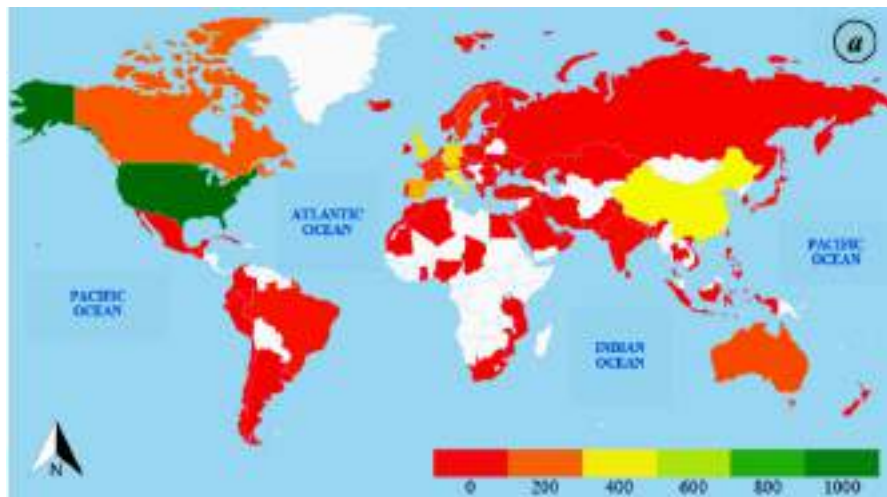 a
ATLANTIC
OCEAN
PACIFIC
OCEAN
PACIFIC
OCEAN
INDIAN
OCEAN
N
0 200 400 600 800 1000